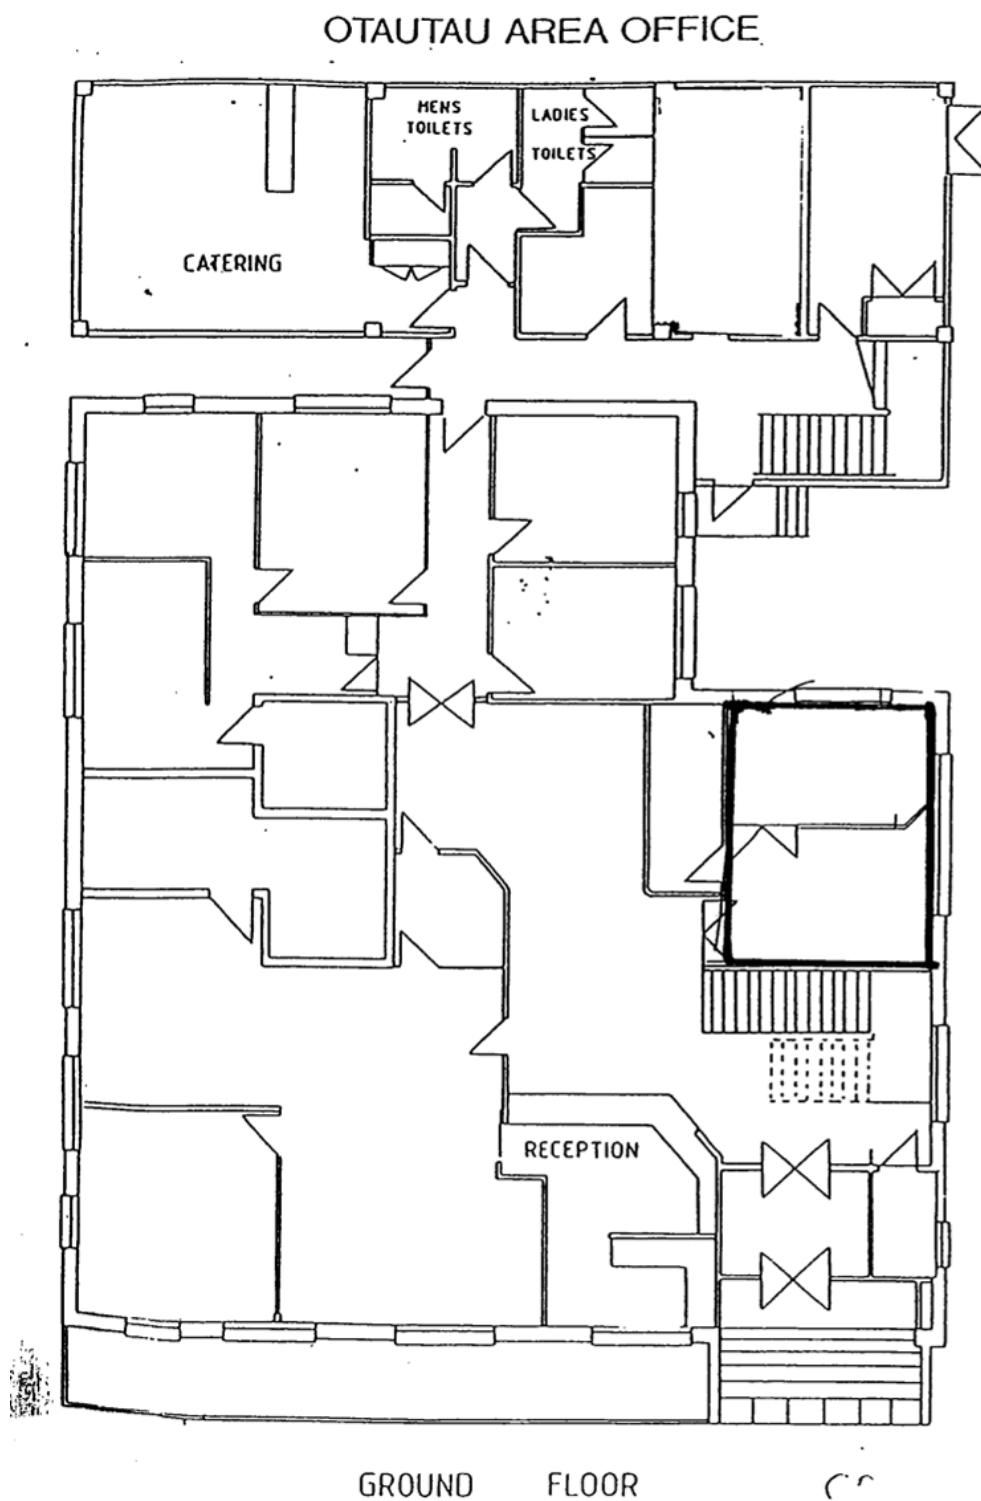 OTAUTAU AREA OFFICE
MENS
TOILETS
LADIES
TOILETS
CATERING
RECEPTION
GROUND FLOOR